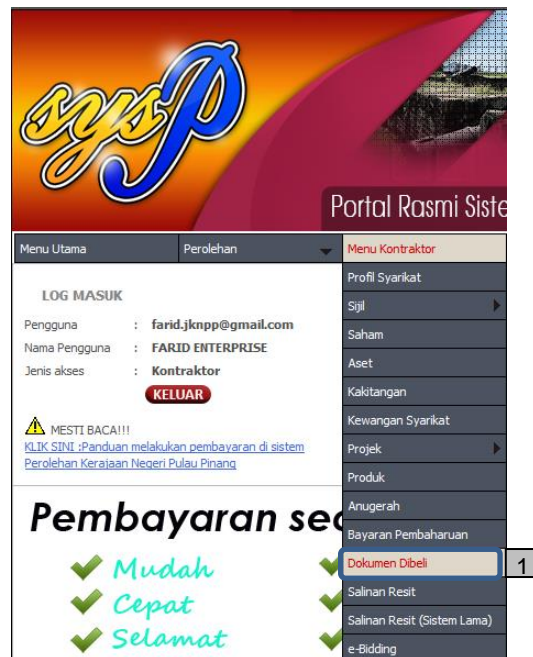 sysP
Portal Rasmi Siste
Menu Utama
Perolehan
Menu Kontraktor
LOG MASUK
Pengguna : farid.jknpp@gmail.com
Nama Pengguna : FARID ENTERPRISE
Jenis akses : Kontraktor
KELUAR
MESTI BACA!!!
KLIK SINI :Panduan melakukan pembayaran di sistem
Perolehan Kerajaan Negeri Pulau Pinang
Pembayaran sec
Mudah
Cepat
Selamat
Profil Syarikat
Sijil
Saham
Aset
Kakitangan
Kewangan Syarikat
Projek
Produk
Anugerah
Bayaran Pembaharuan
Dokumen Dibeli
1
Salinan Resit
Salinan Resit (Sistem Lama)
e-Bidding